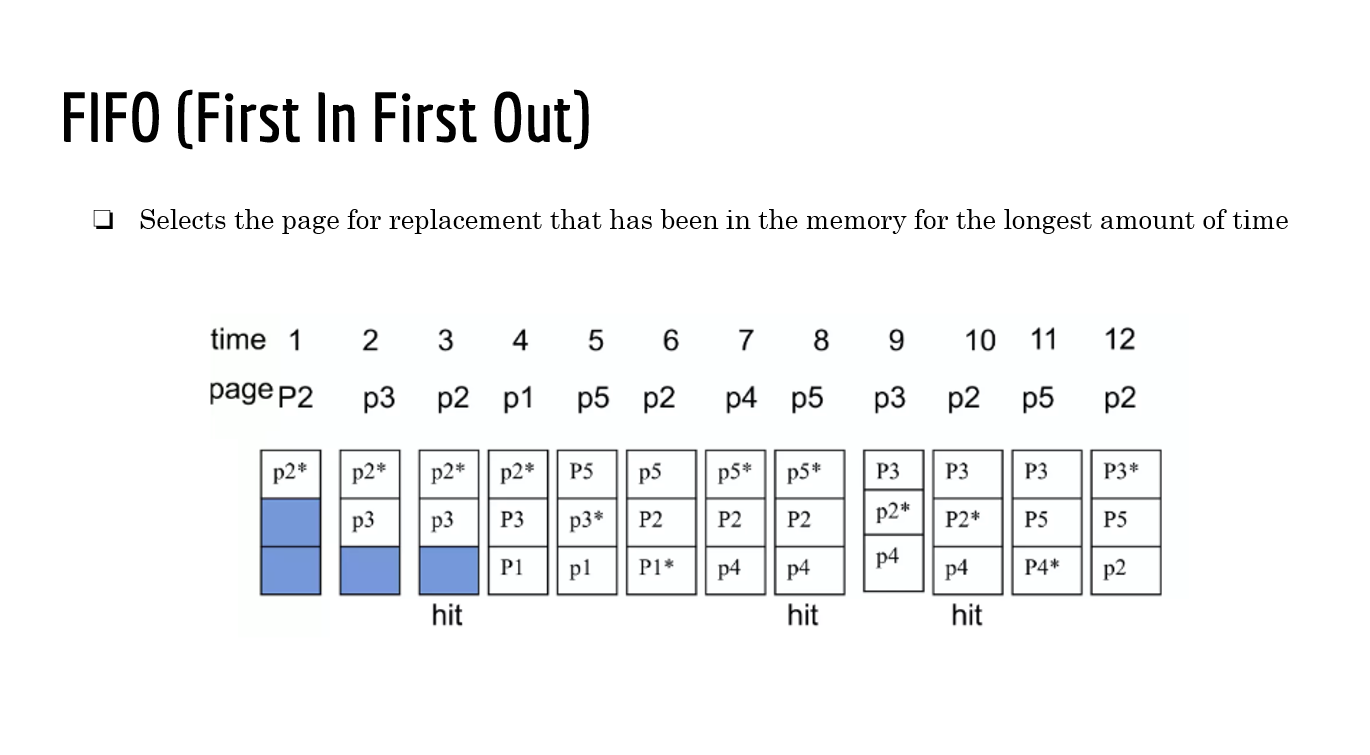 FIFO (First In First Out)
❏ Selects the page for replacement that has been in the memory for the longest amount of time
time 1 2 3 4 5 6 7 8 9 10 11 12
page P2 p3 p2 p1 p5 p2 p4 p5 p3 p2 p5 p2
p2* p2* p2* p2* P5 p5 p5* p5* P3 P3 P3 P3*
p3 p3 P3 p3* P2 P2 P2 p2* P2* P5 P5
P1 p1 P1* p4 p4 p4 p4 P4* p2
hit hit hit